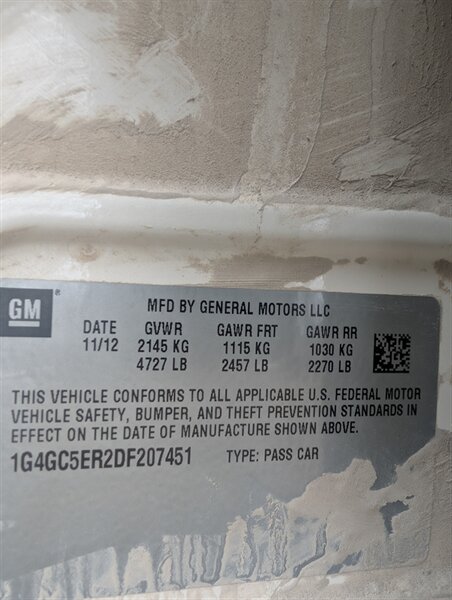 GM ®
MFD BY GENERAL MOTORS LLC
DATE GVWR GAWR FRT GAWR RR
11/12 2145 KG 1115 KG 1030 KG
4727 LB 2457 LB 2270 LB
THIS VEHICLE CONFORMS TO ALL APPLICABLE U.S. FEDERAL MOTOR
VEHICLE SAFETY, BUMPER, AND THEFT PREVENTION STANDARDS IN
EFFECT ON THE DATE OF MANUFACTURE SHOWN ABOVE.
1G4GC5ER2DF207451 TYPE: PASS CAR